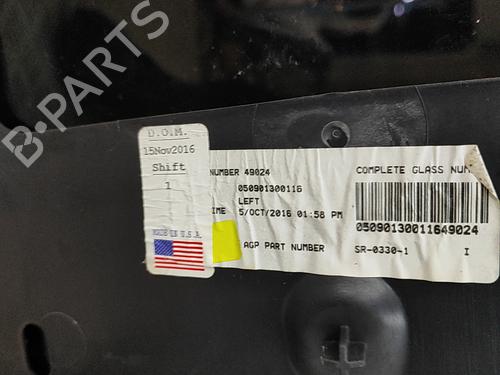 B-PARTS
D.O.M.
15Nov2016
Shift
1
MADE IN U.S.A.
NUMBER 49024
050901300116
LEFT
IME 5/OCT/2016 01:58 PM
AGP PART NUMBER
COMPLETE GLASS NUM
05090130011649024
SR-0330-1 I